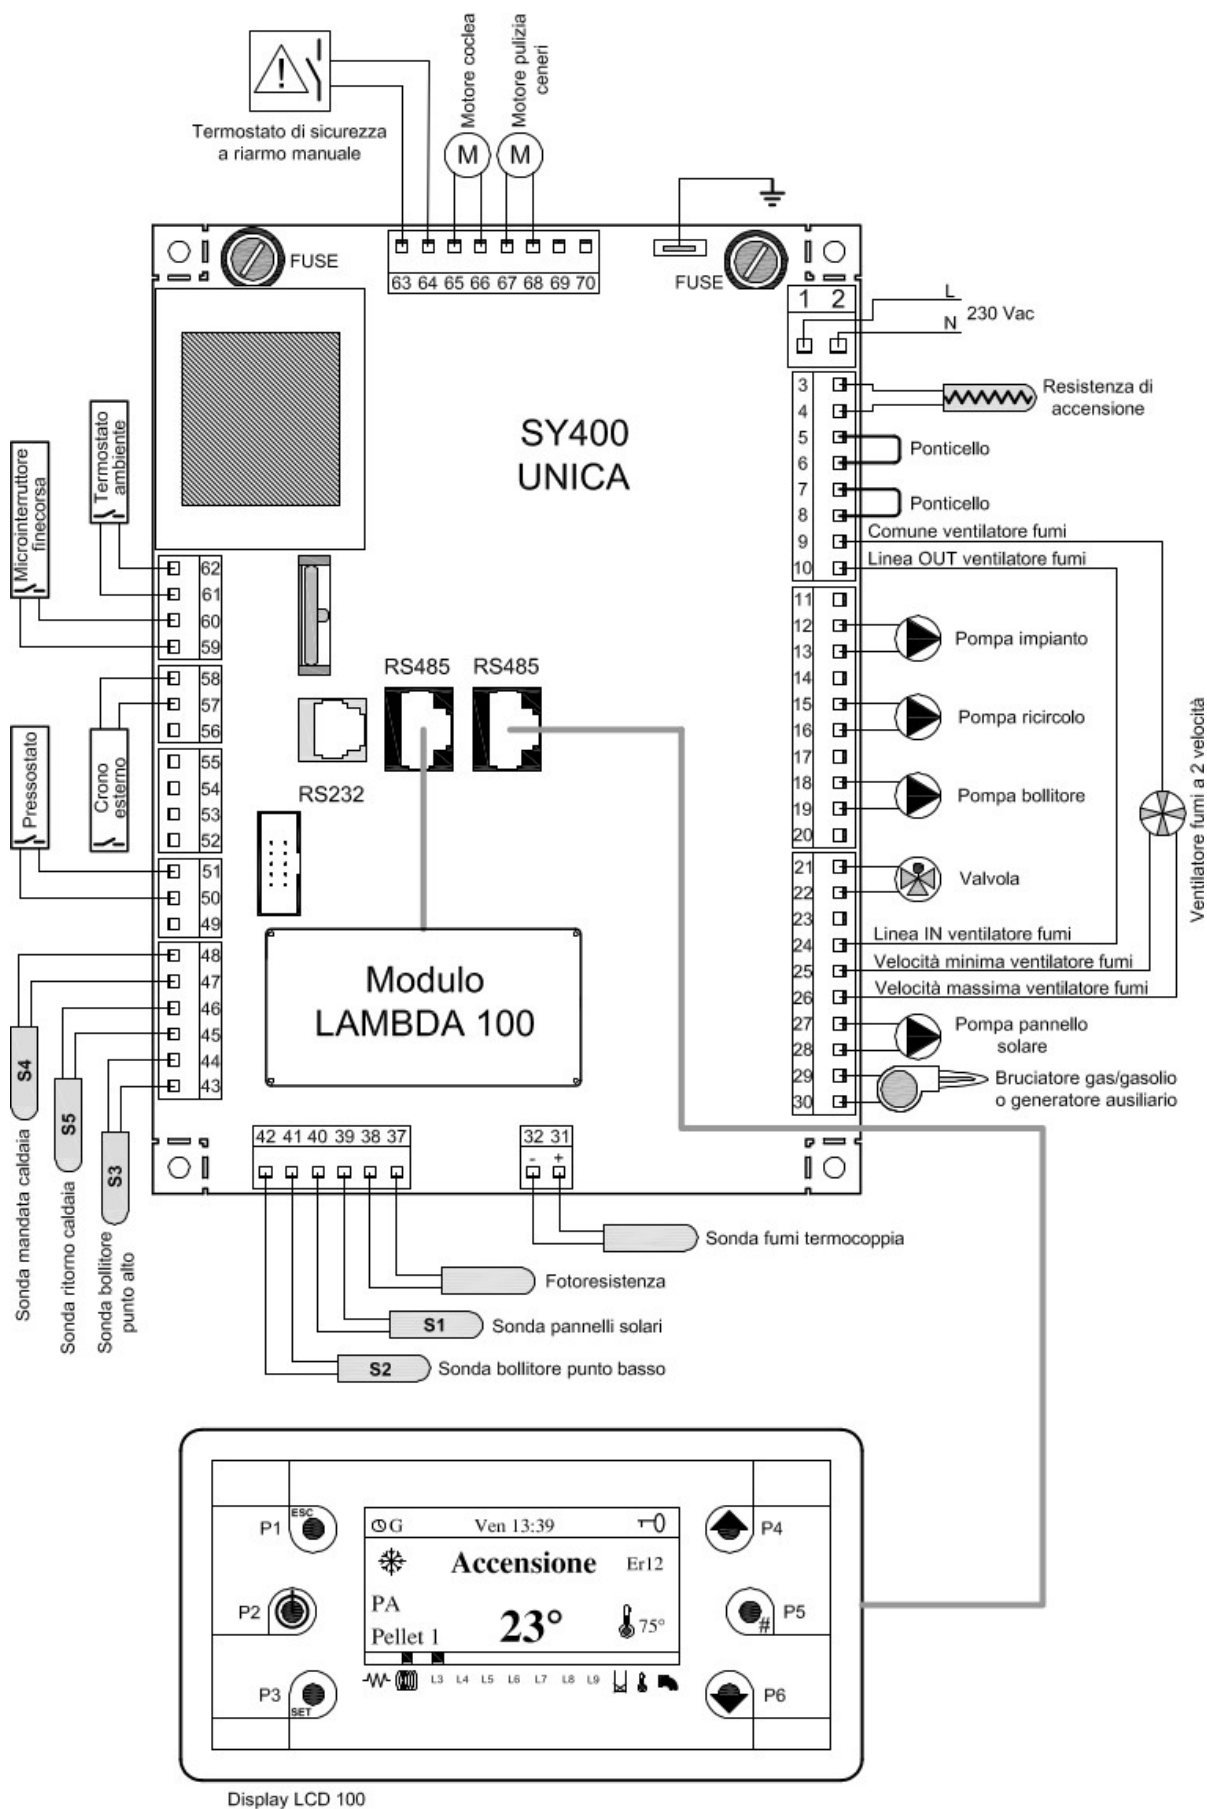 Motore coclea
Motore pulizia
ceneri
Termostato di sicurezza
a riarmo manuale
FUSE
63 64 65 66 67 68 69 70
FUSE
1 2
L
230 Vac
N
SY400
UNICA
3
4
Resistenza di
accensione
5
6
Ponticello
7
8
Ponticello
9
Comune ventilatore fumi
10
Linea OUT ventilatore fumi
11
12
13
Pompa impianto
14
15
16
Pompa ricircolo
17
18
19
Pompa bollitore
20
Ventilatore fumi a 2 velocità
21
22
Valvola
23
24
Linea IN ventilatore fumi
25
Velocità minima ventilatore fumi
26
Velocità massima ventilatore fumi
27
28
Pompa pannello
solare
29
30
Bruciatore gas/gasolio
o generatore ausiliario
Microinterruttore
finecorsa
Termostato
ambiente
62
61
60
59
58
57
56
Pressostato
Crono
esterno
55
54
53
52
51
50
49
48
47
46
45
44
43
RS485
RS485
RS232
Modulo
LAMBDA 100
S4
S5
S3
Sonda mandata caldaia
Sonda ritorno caldaia
Sonda bollitore
punto alto
42 41 40 39 38 37
32 31
- +
Sonda fumi termocoppia
Fotoresistenza
S1
Sonda pannelli solari
S2
Sonda bollitore punto basso
P1
ESC
P2
P3
SET
G
Ven 13:39
Accensione
Er12
PA
23°
75°
Pellet 1
L3 L4 L5 L6 L7 L8 L9
P4
P5
#
P6
Display LCD 100